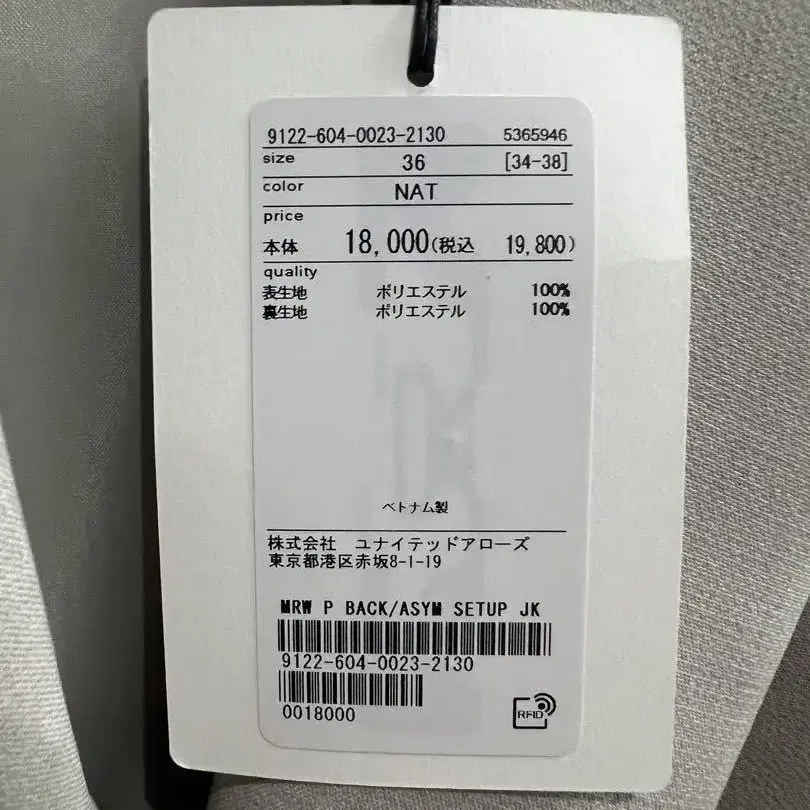 9122-604-0023-2130 5365946
size 36 [34-38]
color NAT
price
本体 18,000(税込 19,800)
quality
表生地 ポリエステル 100%
裏生地 ポリエステル 100%
ベトナム製
株式会社 ユナイテッドアローズ
東京都港区赤坂8-1-19
MRW P BACK/ASYM SETUP JK
9122-604-0023-2130
0018000
RFID